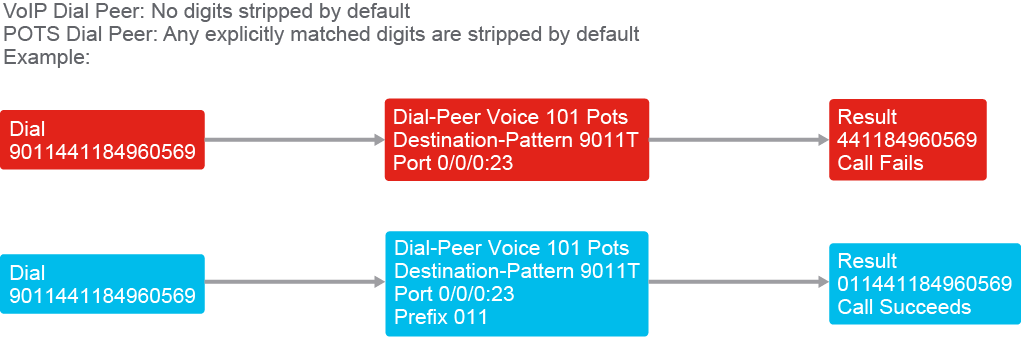 VoIP Dial Peer: No digits stripped by default
POTS Dial Peer: Any explicitly matched digits are stripped by default
Example:
Dial
9011441184960569
Dial-Peer Voice 101 Pots
Destination-Pattern 9011T
Port 0/0/0:23
Result
441184960569
Call Fails
Dial
9011441184960569
Dial-Peer Voice 101 Pots
Destination-Pattern 9011T
Port 0/0/0:23
Prefix 011
Result
011441184960569
Call Succeeds